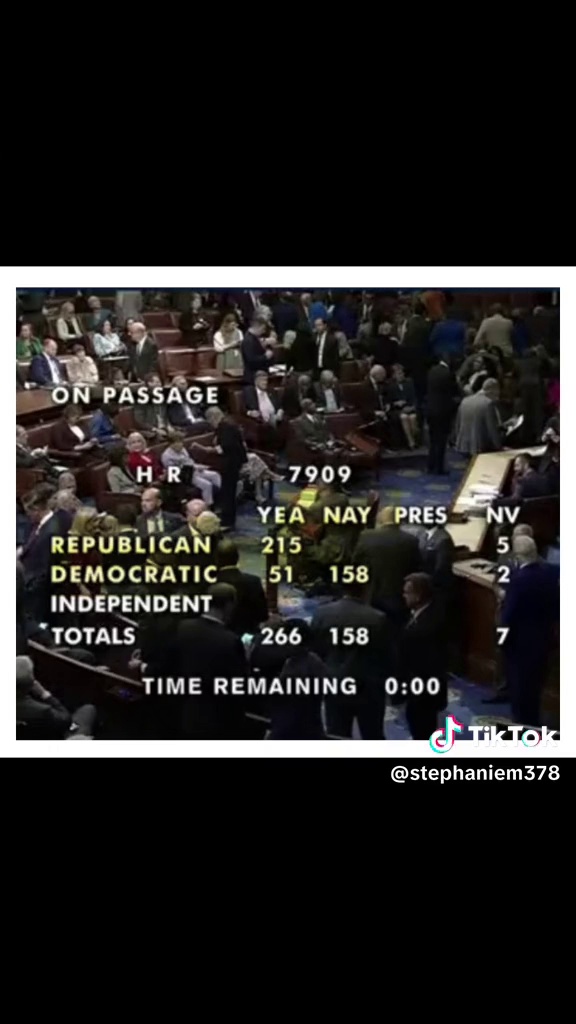 ON PASSAGE
H R 7909
YEA NAY PRES NV
REPUBLICAN 215 5
DEMOCRATIC 51 158 2
INDEPENDENT
TOTALS 266 158 7
TIME REMAINING 0:00
TikTok
@stephaniem378